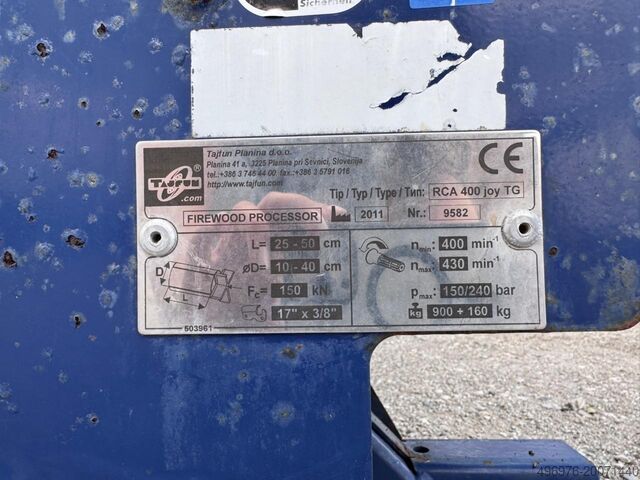 Sichernen
Tajfun Planina d.o.o.
Planina 41 a, 3225 Planina pri Sevnici, Slovenija
tel.:+386 3 746 44 00 fax.:+386 3 5791 016
http://www.tajfun.com
TAJFUN
.com
CE
Tip / Typ / Type / Тип: RCA 400 joy TG
FIREWOOD PROCESSOR 2011 Nr.: 9582
L= 25 - 50 cm nmin: 400 min-1
D
L
øD= 10 - 40 cm nmax: 430 min-1
Fc= 150 kN pmax: 150/240 bar
17" x 3/8" kg 900 + 160 kg
503961
496976-20071440